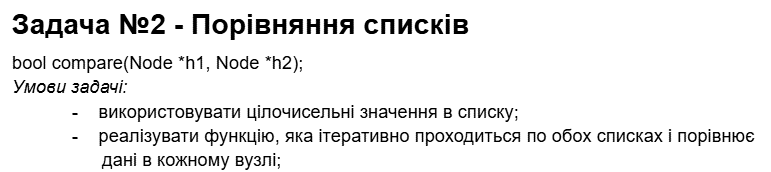 Задача №2 - Порівняння списків
bool compare(Node *h1, Node *h2);
Умови задачі:
- використовувати цілочисельні значення в списку;
- реалізувати функцію, яка ітеративно проходиться по обох списках і порівнює
дані в кожному вузлі;